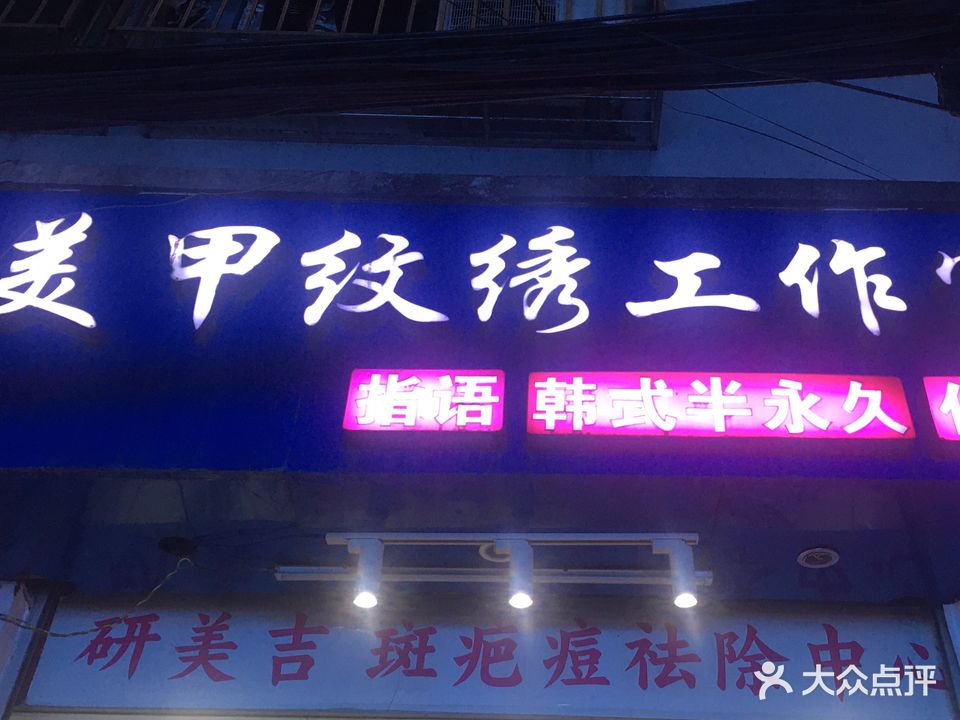 美甲纹绣工作
指语 韩式半永久
研美吉 斑疤痘祛除中心
大众点评